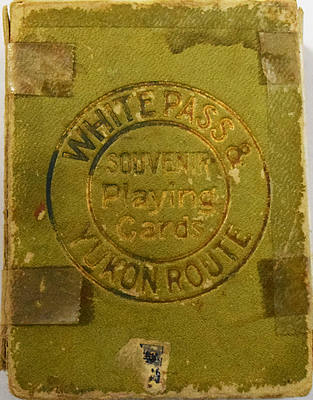 WHITE PASS &
SOUVENIR
Playing
Cards
YUKON ROUTE